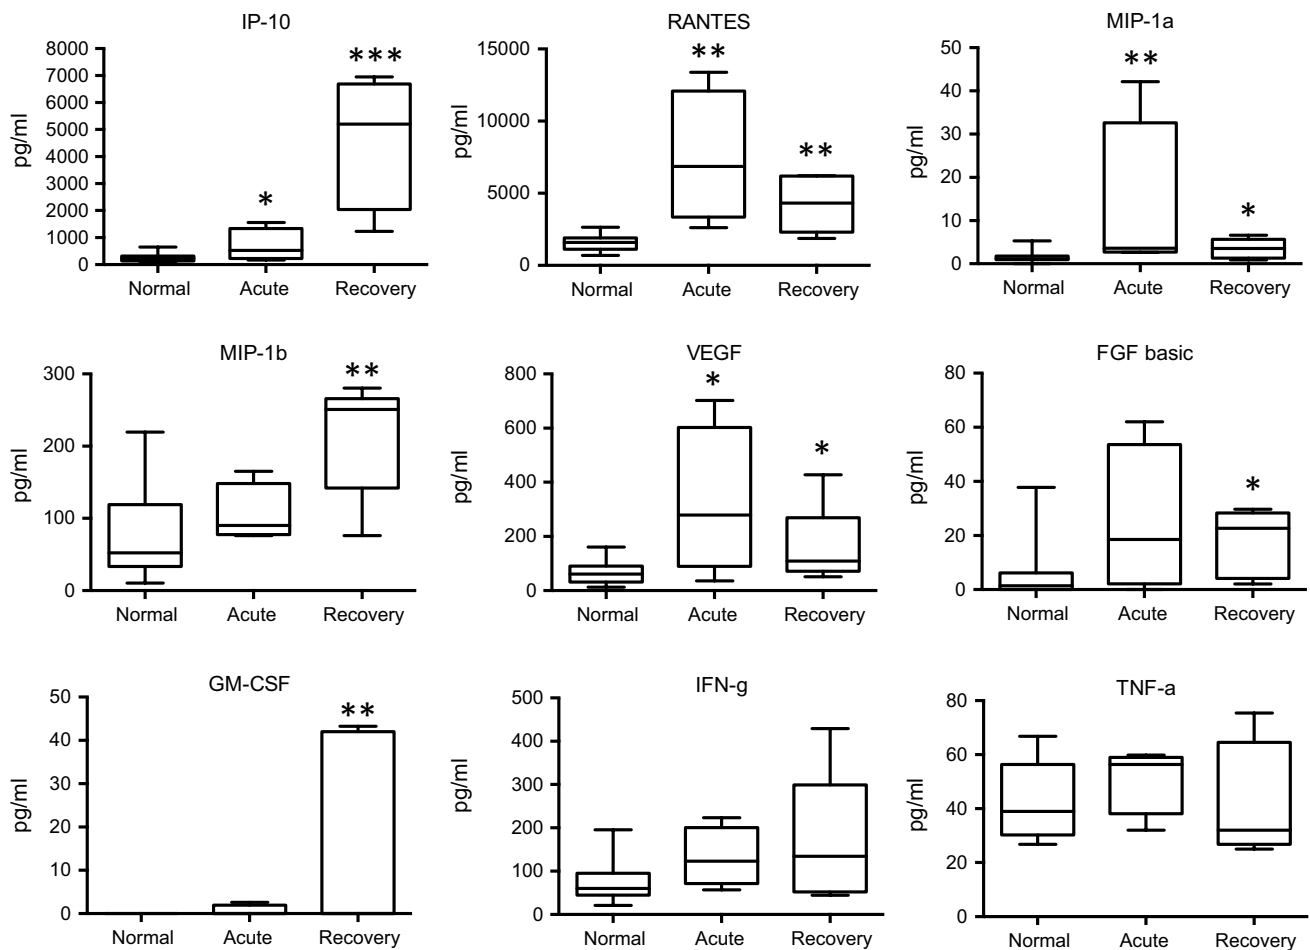 IP-10
8000
7000
6000
5000
4000
3000
2000
1000
0
pg/ml
*
***
Normal Acute Recovery
RANTES
15000
10000
5000
0
pg/ml
**
**
Normal Acute Recovery
MIP-1a
50
40
30
20
10
0
pg/ml
**
*
Normal Acute Recovery
MIP-1b
300
200
100
0
pg/ml
**
Normal Acute Recovery
VEGF
800
600
400
200
0
pg/ml
*
*
Normal Acute Recovery
FGF basic
80
60
40
20
0
pg/ml
*
Normal Acute Recovery
GM-CSF
50
40
30
20
10
0
pg/ml
**
Normal Acute Recovery
IFN-g
500
400
300
200
100
0
pg/ml
Normal Acute Recovery
TNF-a
80
60
40
20
0
pg/ml
Normal Acute Recovery